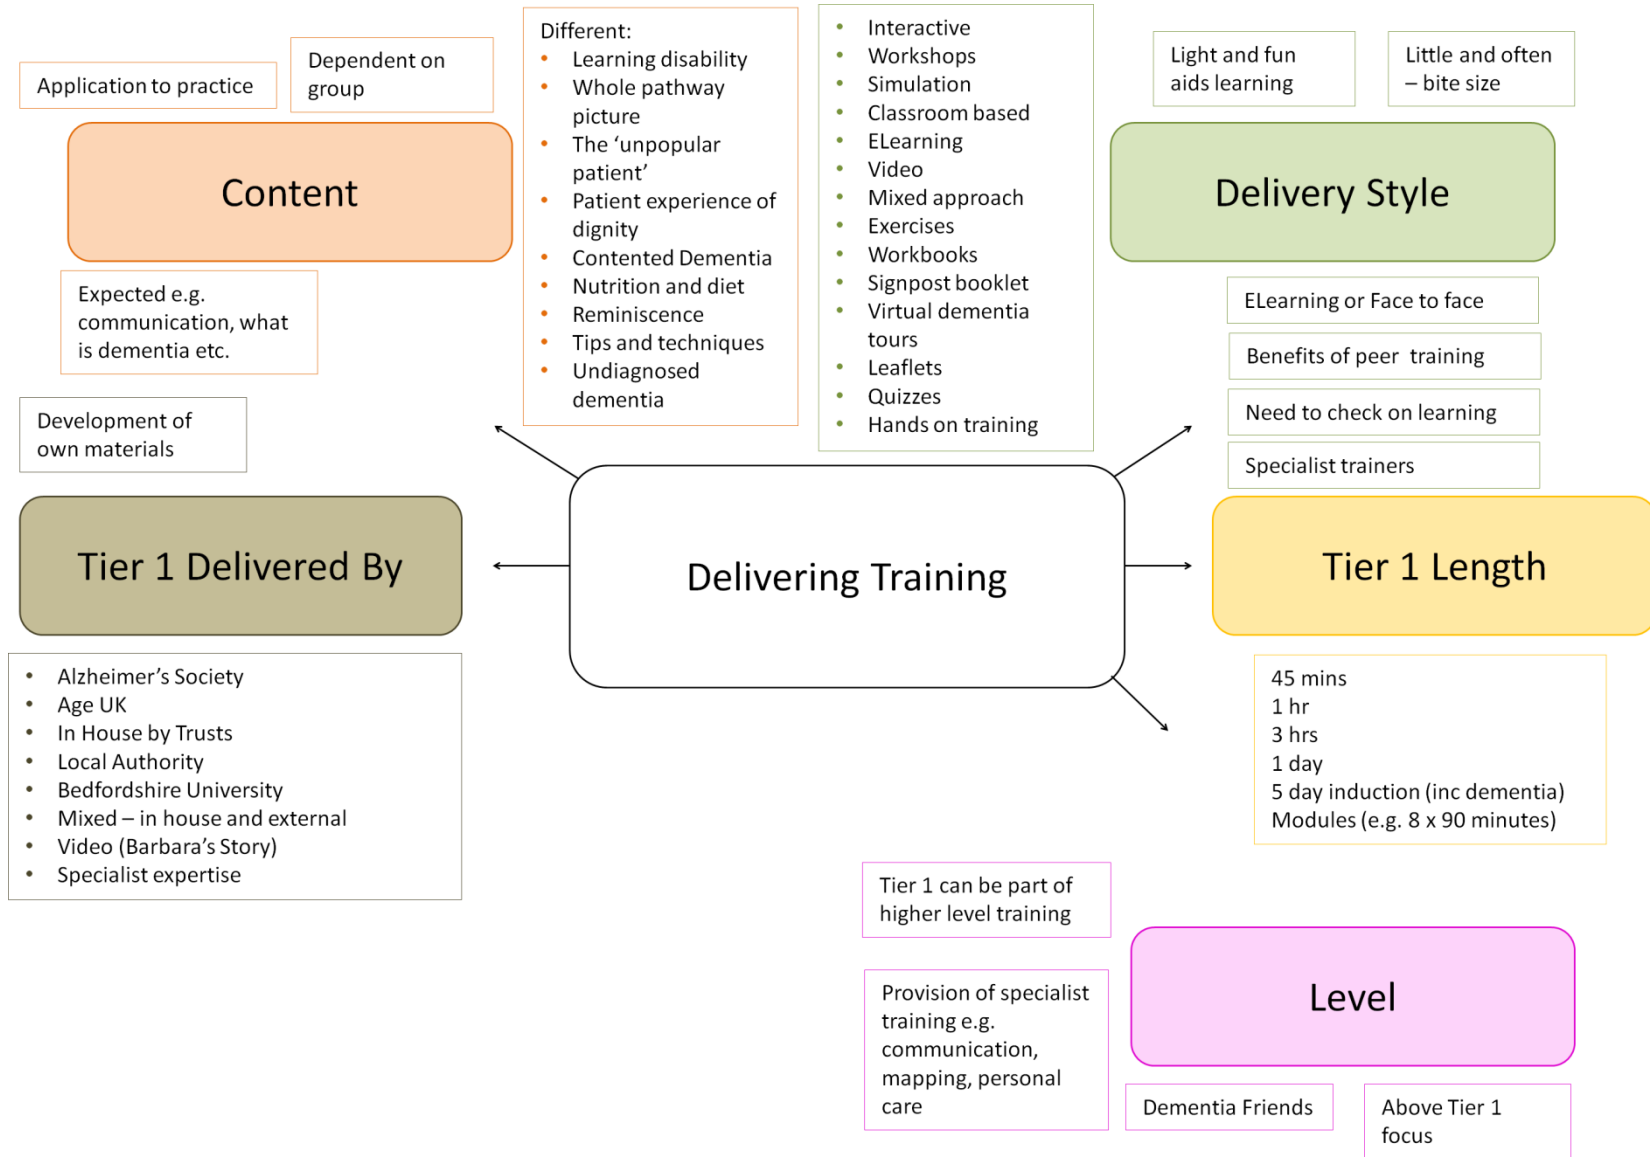 Application to practice
Dependent on
group
Content
Expected e.g.
communication, what
is dementia etc.
Different:
• Learning disability
• Whole pathway
picture
• The ‘unpopular
patient’
• Patient experience of
dignity
• Contented Dementia
• Nutrition and diet
• Reminiscence
• Tips and techniques
• Undiagnosed
dementia
• Interactive
• Workshops
• Simulation
• Classroom based
• ELearning
• Video
• Mixed approach
• Exercises
• Workbooks
• Signpost booklet
• Virtual dementia
tours
• Leaflets
• Quizzes
• Hands on training
Light and fun
aids learning
Little and often
– bite size
Delivery Style
ELearning or Face to face
Benefits of peer  training
Need to check on learning
Specialist trainers
Development of
own materials
Tier 1 Delivered By
• Alzheimer’s Society
• Age UK
• In House by Trusts
• Local Authority
• Bedfordshire University
• Mixed – in house and external
• Video (Barbara’s Story)
• Specialist expertise
Delivering Training
Tier 1 Length
45 mins
1 hr
3 hrs
1 day
5 day induction (inc dementia)
Modules (e.g. 8 x 90 minutes)
Tier 1 can be part of
higher level training
Provision of specialist
training e.g.
communication,
mapping, personal
care
Level
Dementia Friends
Above Tier 1
focus